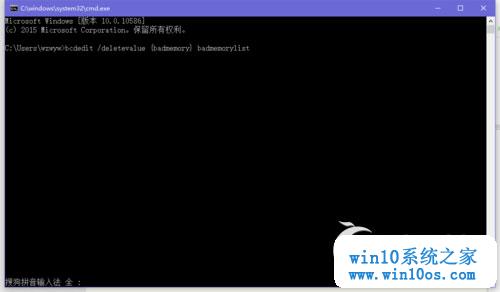 C:\windows\system32\cmd.exe
Microsoft Windows [版本 10.0.10586]
(c) 2015 Microsoft Corporation。保留所有权利。
C:\Users\wzwyw>bcdedit /deletevalue {badmemory} badmemorylist
搜狗拼音输入法 全 :
win10系统之家
www.win10os.com